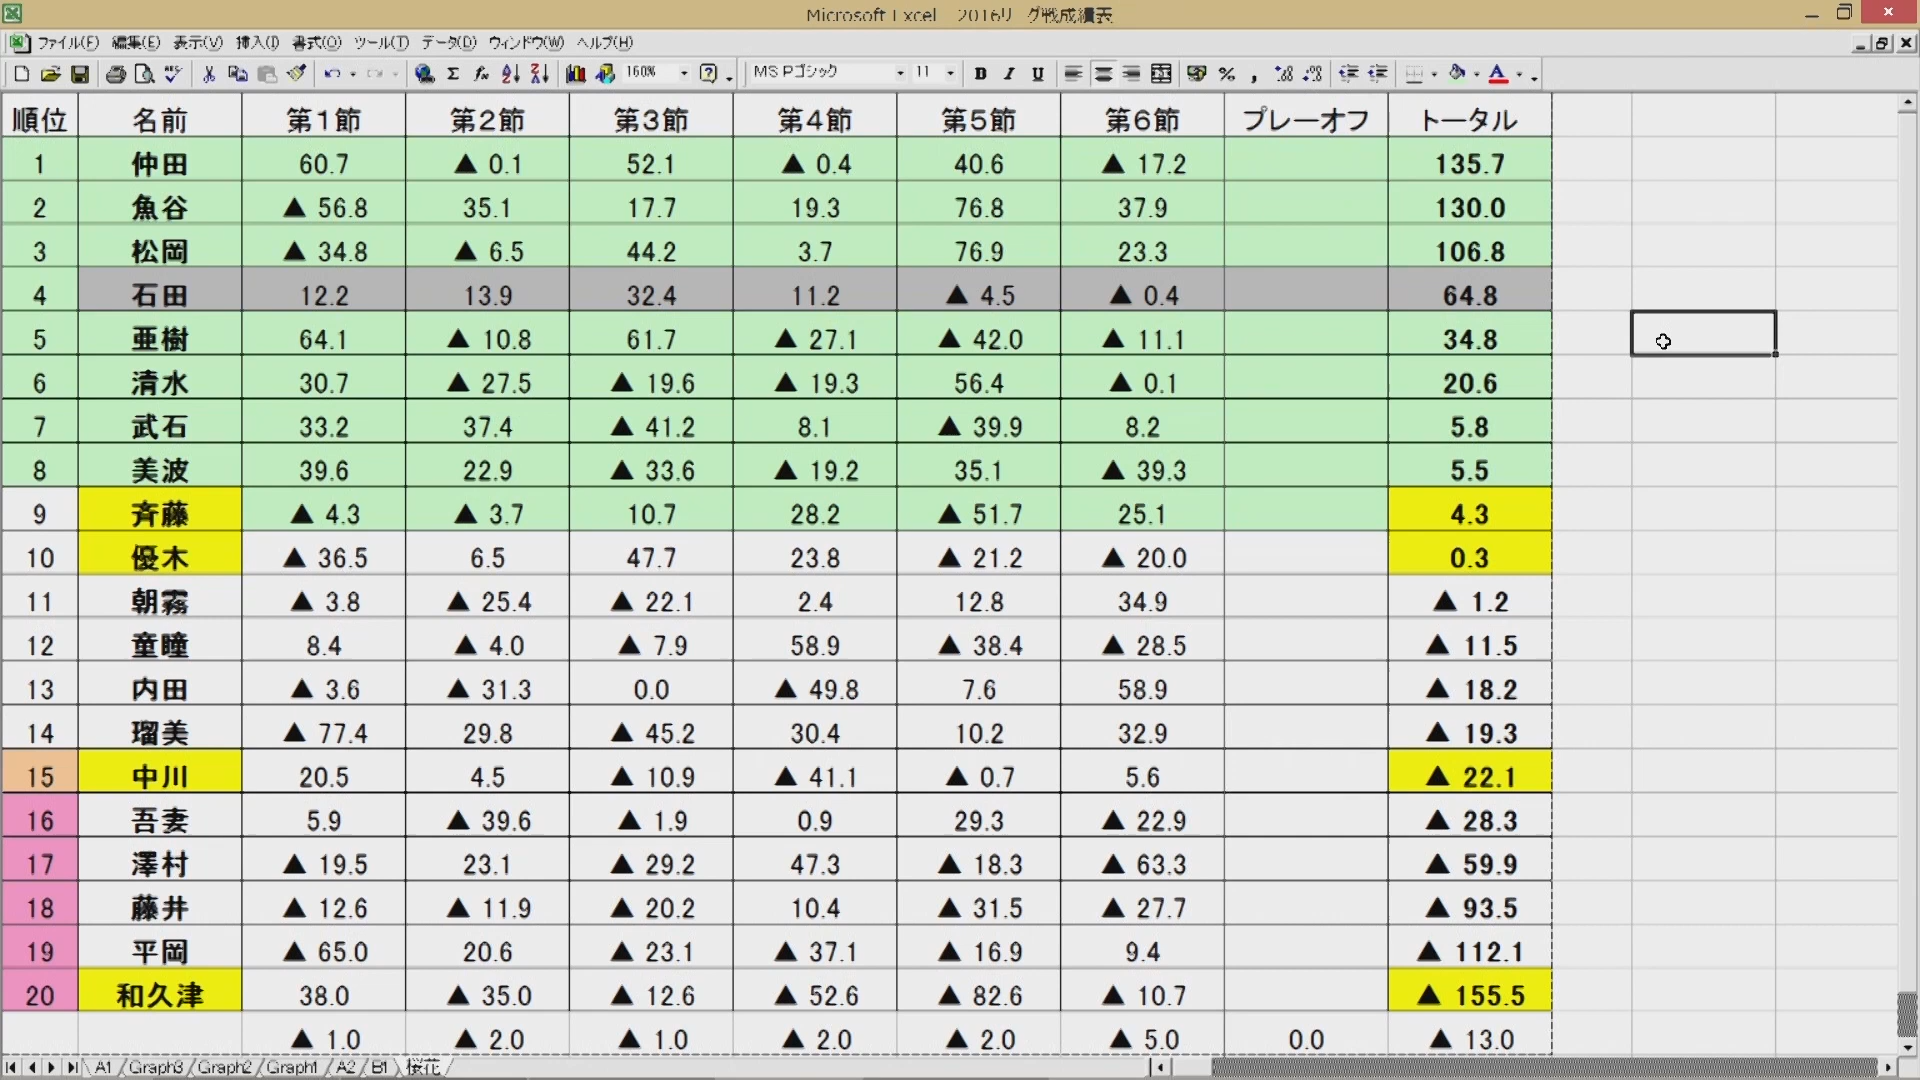 Microsoft Excel 2016リーグ戦成績表
ファイル(F) 編集(E) 表示(V) 挿入(I) 書式(O) ツール(T) データ(D) ウィンドウ(W) ヘルプ(H)
160% MS Pゴシック 11 B I U
順位 名前 第1節 第2節 第3節 第4節 第5節 第6節 プレーオフ トータル
1 仲田 60.7 ▲ 0.1 52.1 ▲ 0.4 40.6 ▲ 17.2 135.7
2 魚谷 ▲ 56.8 35.1 17.7 19.3 76.8 37.9 130.0
3 松岡 ▲ 34.8 ▲ 6.5 44.2 3.7 76.9 23.3 106.8
4 石田 12.2 13.9 32.4 11.2 ▲ 4.5 ▲ 0.4 64.8
5 亜樹 64.1 ▲ 10.8 61.7 ▲ 27.1 ▲ 42.0 ▲ 11.1 34.8
6 清水 30.7 ▲ 27.5 ▲ 19.6 ▲ 19.3 56.4 ▲ 0.1 20.6
7 武石 33.2 37.4 ▲ 41.2 8.1 ▲ 39.9 8.2 5.8
8 美波 39.6 22.9 ▲ 33.6 ▲ 19.2 35.1 ▲ 39.3 5.5
9 斉藤 ▲ 4.3 ▲ 3.7 10.7 28.2 ▲ 51.7 25.1 4.3
10 優木 ▲ 36.5 6.5 47.7 23.8 ▲ 21.2 ▲ 20.0 0.3
11 朝霧 ▲ 3.8 ▲ 25.4 ▲ 22.1 2.4 12.8 34.9 ▲ 1.2
12 童瞳 8.4 ▲ 4.0 ▲ 7.9 58.9 ▲ 38.4 ▲ 28.5 ▲ 11.5
13 内田 ▲ 3.6 ▲ 31.3 0.0 ▲ 49.8 7.6 58.9 ▲ 18.2
14 瑠美 ▲ 77.4 29.8 ▲ 45.2 30.4 10.2 32.9 ▲ 19.3
15 中川 20.5 4.5 ▲ 10.9 ▲ 41.1 ▲ 0.7 5.6 ▲ 22.1
16 吾妻 5.9 ▲ 39.6 ▲ 1.9 0.9 29.3 ▲ 22.9 ▲ 28.3
17 澤村 ▲ 19.5 23.1 ▲ 29.2 47.3 ▲ 18.3 ▲ 63.3 ▲ 59.9
18 藤井 ▲ 12.6 ▲ 11.9 ▲ 20.2 10.4 ▲ 31.5 ▲ 27.7 ▲ 93.5
19 平岡 ▲ 65.0 20.6 ▲ 23.1 ▲ 37.1 ▲ 16.9 9.4 ▲ 112.1
20 和久津 38.0 ▲ 35.0 ▲ 12.6 ▲ 52.6 ▲ 82.6 ▲ 10.7 ▲ 155.5
▲ 1.0 ▲ 2.0 ▲ 1.0 ▲ 2.0 ▲ 2.0 ▲ 5.0 0.0 ▲ 13.0
A1 Graph3 Graph2 Graph1 A2 B1 桜花